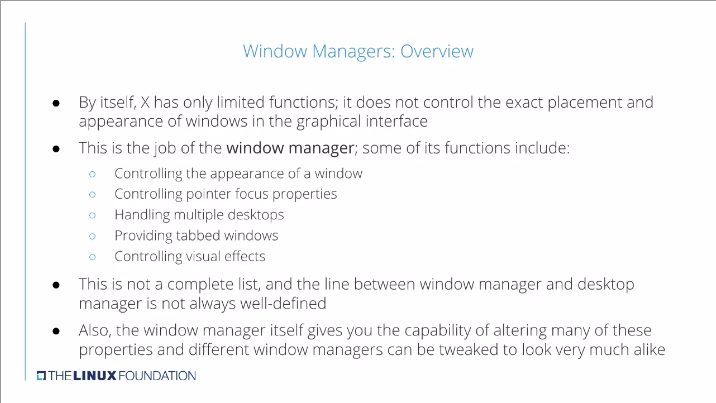 Window Managers: Overview
● By itself, X has only limited functions; it does not control the exact placement and
appearance of windows in the graphical interface
● This is the job of the window manager; some of its functions include:
○ Controlling the appearance of a window
○ Controlling pointer focus properties
○ Handling multiple desktops
○ Providing tabbed windows
○ Controlling visual effects
● This is not a complete list, and the line between window manager and desktop
manager is not always well-defined
● Also, the window manager itself gives you the capability of altering many of these
properties and different window managers can be tweaked to look very much alike
THE LINUX FOUNDATION